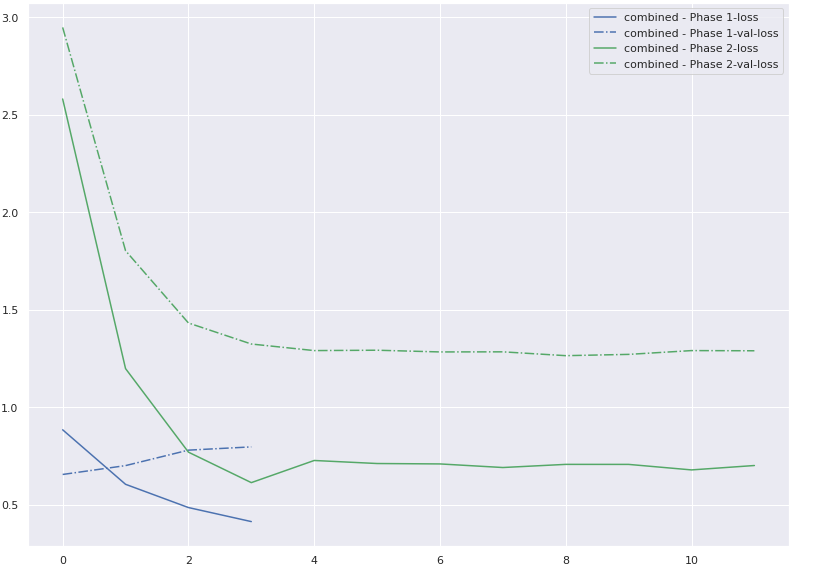 3.0
2.5
2.0
1.5
1.0
0.5
0 2 4 6 8 10
combined - Phase 1-loss
combined - Phase 1-val-loss
combined - Phase 2-loss
combined - Phase 2-val-loss